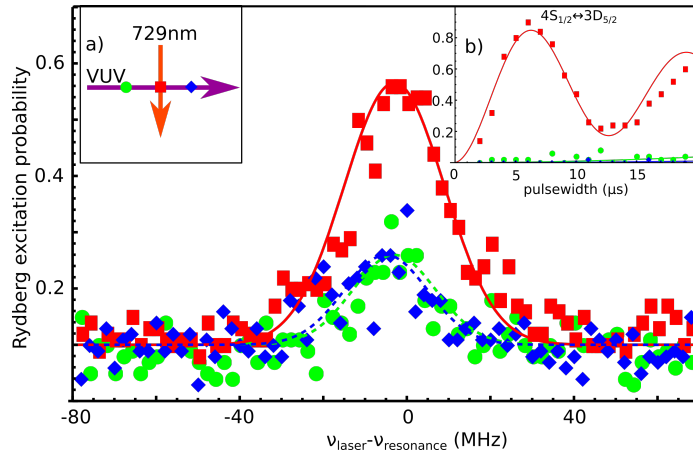 a)
729nm
VUV
b)
4S1/2↔3D5/2
0.8
0.6
0.4
0.2
0
5
10
15
pulsewidth (μs)
Rydberg excitation probability
0.6
0.4
0.2
-80
-40
0
40
νlaser-νresonance (MHz)